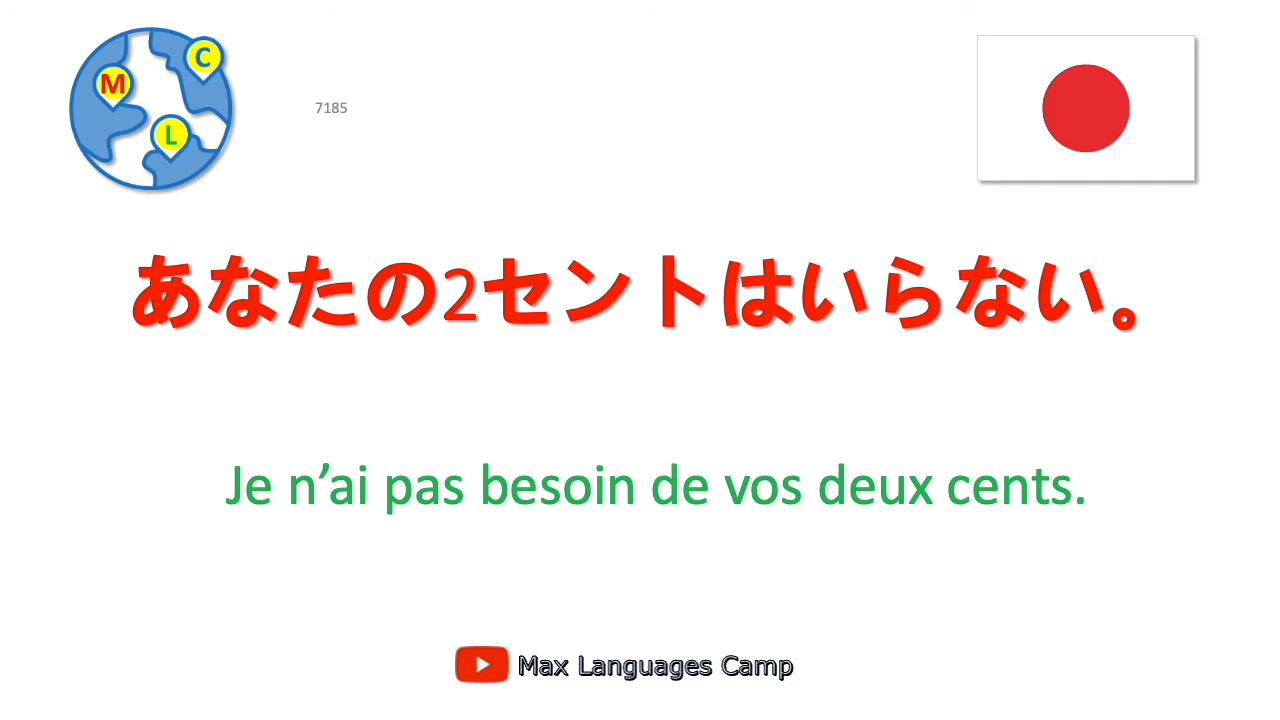 M
C
L
7185
あなたの2セントはいらない。
Je n’ai pas besoin de vos deux cents.
Max Languages Camp